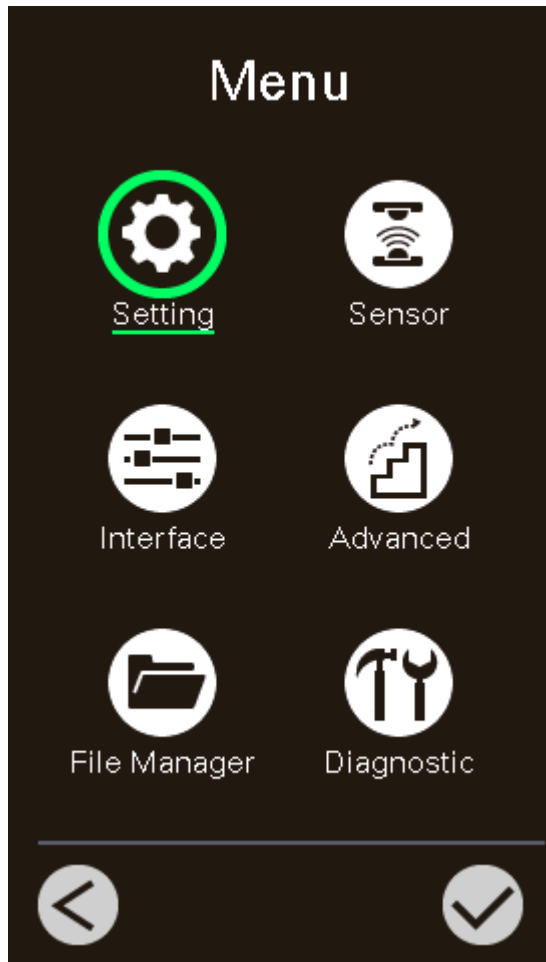 Menu
Setting
Sensor
Interface
Advanced
File Manager
Diagnostic